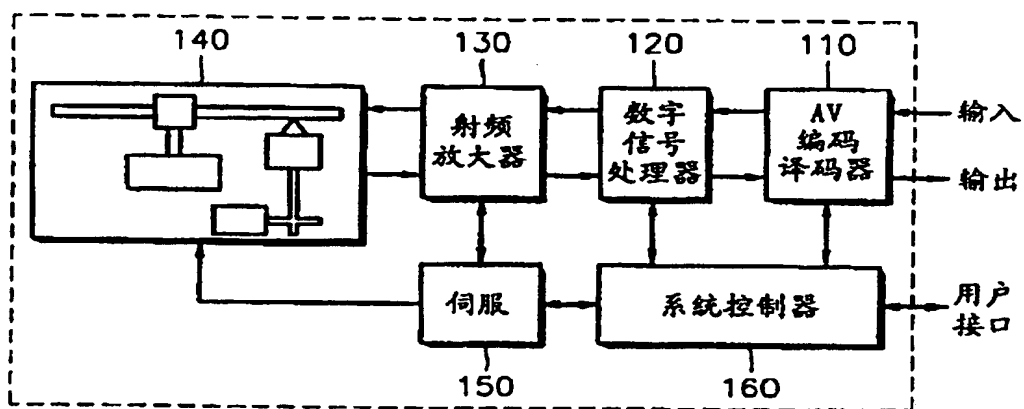 140
130
120
110
射频
放大器
数字
信号
处理器
AV
编码
译码器
输入
输出
伺服
系统控制器
用户
接口
150
160